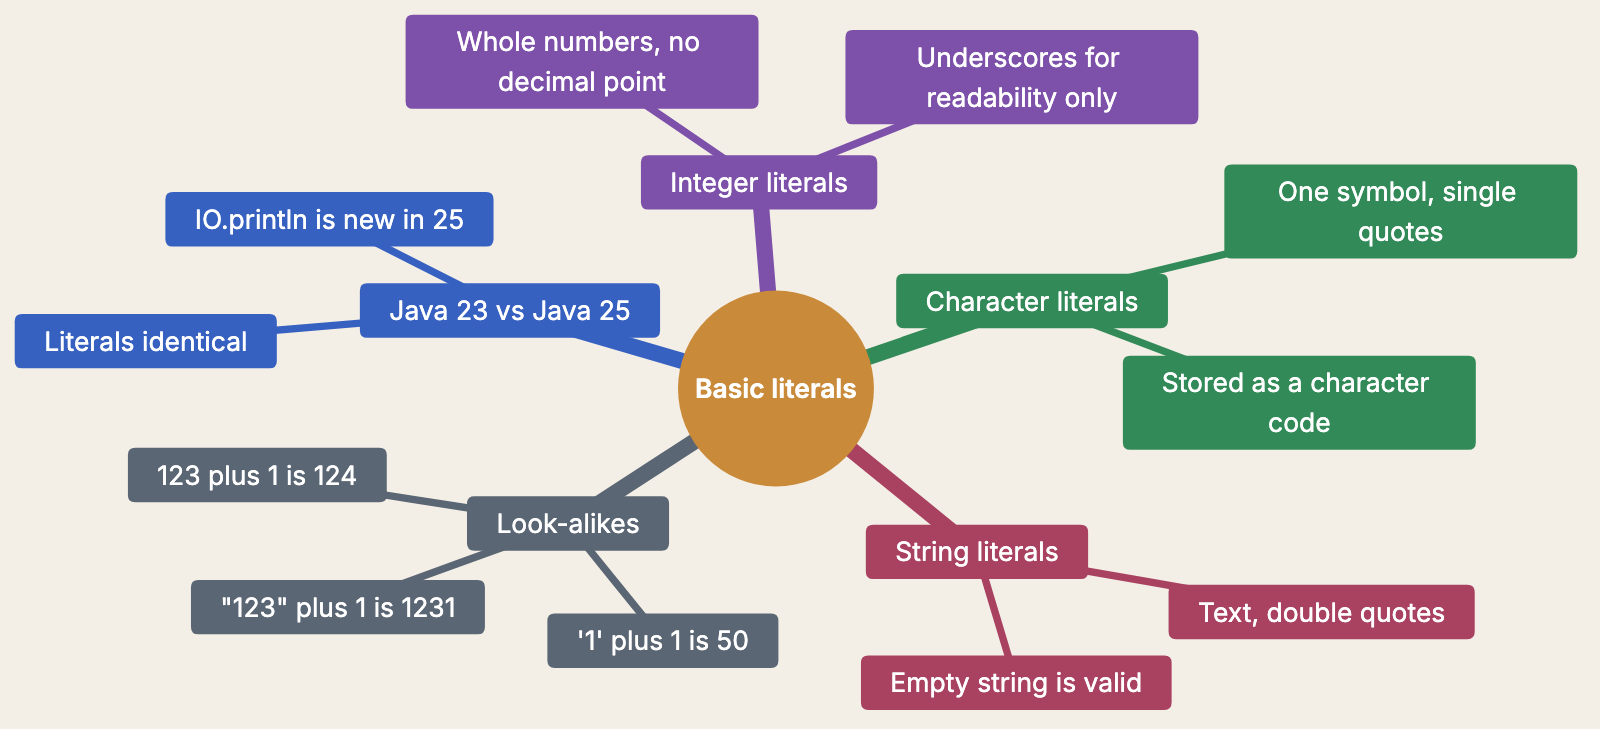 Whole numbers, no
decimal point
Underscores for
readability only
Integer literals
One symbol, single
quotes
IO.println is new in 25
Character literals
Java 23 vs Java 25
Literals identical
Stored as a character
code
Basic literals
123 plus 1 is 124
Look-alikes
String literals
"123" plus 1 is 1231
Text, double quotes
'1' plus 1 is 50
Empty string is valid